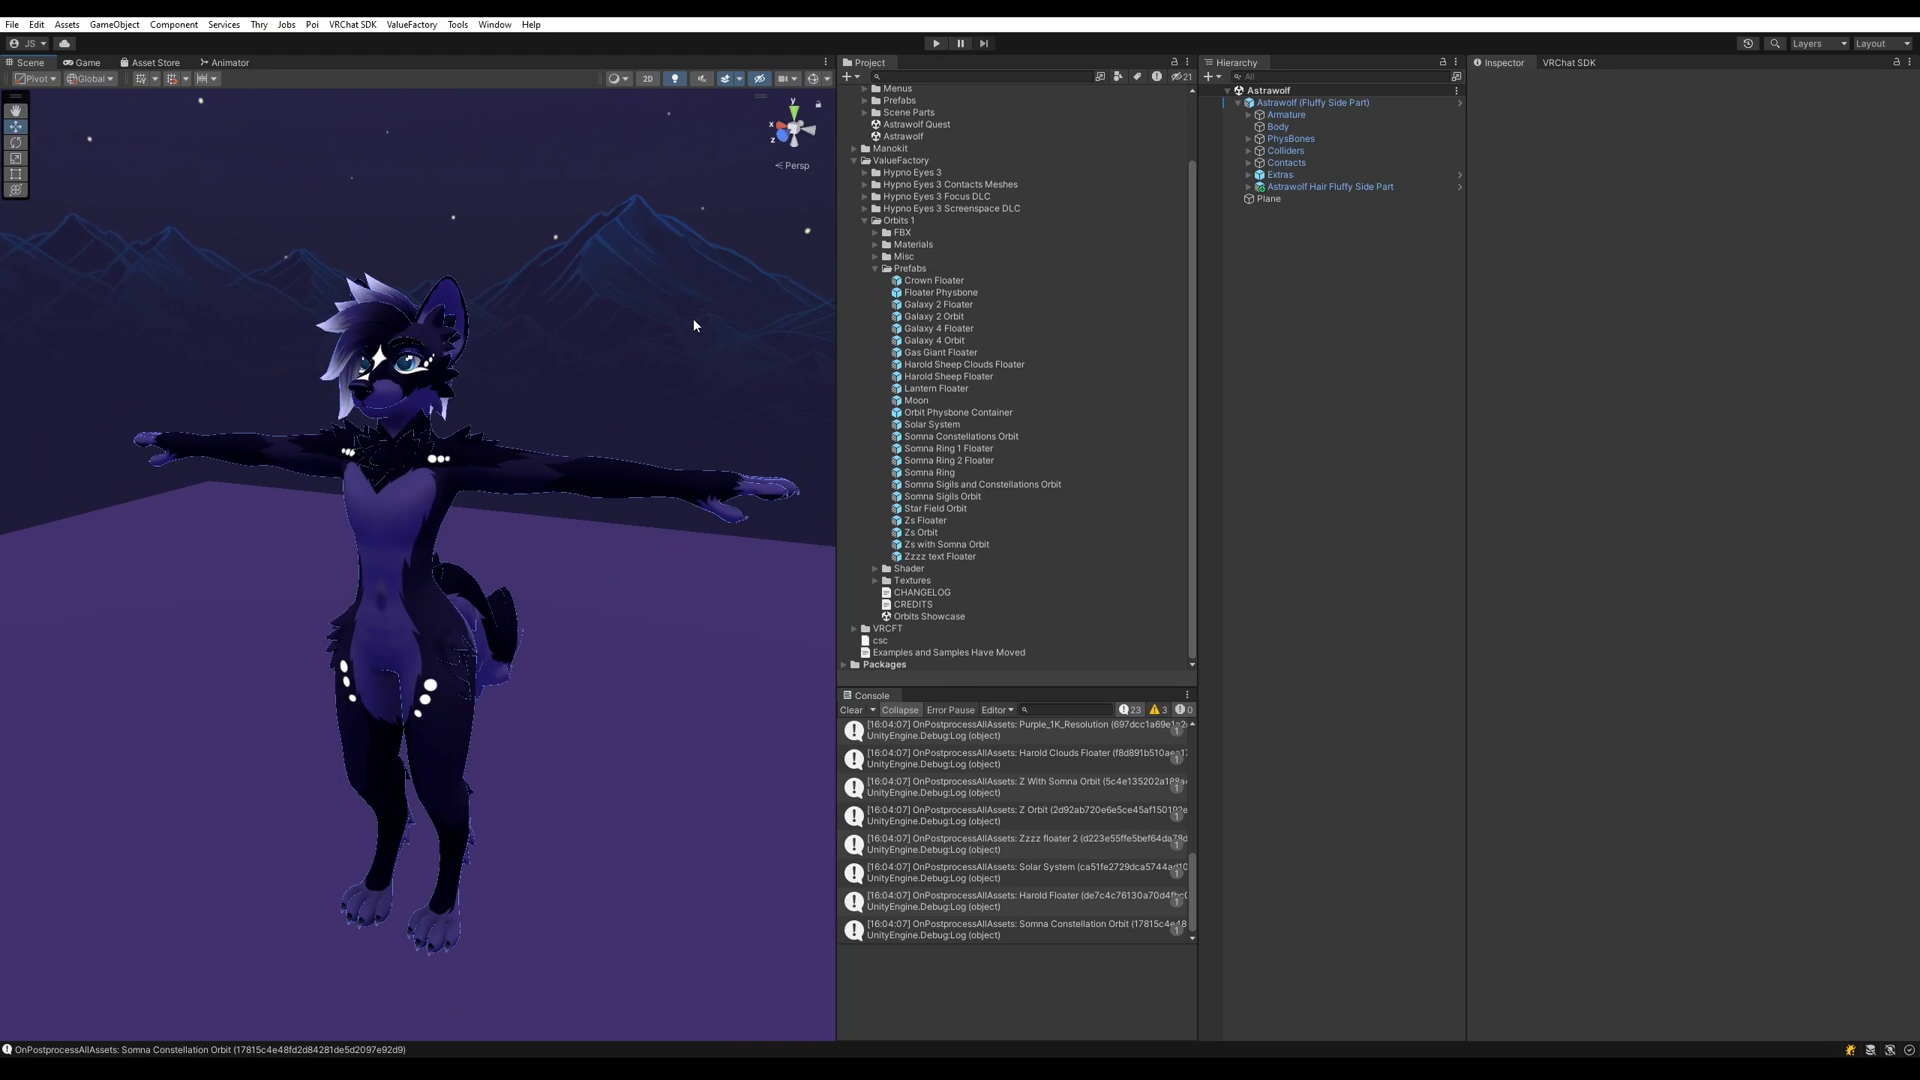 File Edit Assets GameObject Component Services Thry Jobs Poi VRChat SDK ValueFactory Tools Window Help
JS
Layers Layout
Scene Game Asset Store Animator
Pivot Global 2D
y
x
z
Persp
Project
21
Menus
Prefabs
Scene Parts
Astrawolf Quest
Astrawolf
Manokit
ValueFactory
Hypno Eyes 3
Hypno Eyes 3 Contacts Meshes
Hypno Eyes 3 Focus DLC
Hypno Eyes 3 Screenspace DLC
Orbits 1
FBX
Materials
Misc
Prefabs
Crown Floater
Floater Physbone
Galaxy 2 Floater
Galaxy 2 Orbit
Galaxy 4 Floater
Galaxy 4 Orbit
Gas Giant Floater
Harold Sheep Clouds Floater
Harold Sheep Floater
Lantern Floater
Moon
Orbit Physbone Container
Solar System
Somna Constellations Orbit
Somna Ring 1 Floater
Somna Ring 2 Floater
Somna Ring
Somna Sigils and Constellations Orbit
Somna Sigils Orbit
Star Field Orbit
Zs Floater
Zs Orbit
Zs with Somna Orbit
Zzzz text Floater
Shader
Textures
CHANGELOG
CREDITS
Orbits Showcase
VRCFT
csc
Examples and Samples Have Moved
Packages
Console
Clear Collapse Error Pause Editor 23 3 0
[16:04:07] OnPostprocessAllAssets: Purple_1K_Resolution
UnityEngine.Debug:Log (object) 1
[16:04:07] OnPostprocessAllAssets: Harold Clouds Floater
UnityEngine.Debug:Log (object) 1
[16:04:07] OnPostprocessAllAssets: Z With Somna Orbit
UnityEngine.Debug:Log (object) 1
[16:04:07] OnPostprocessAllAssets: Z Orbit
UnityEngine.Debug:Log (object) 1
[16:04:07] OnPostprocessAllAssets: Zzzz floater 2
UnityEngine.Debug:Log (object) 1
[16:04:07] OnPostprocessAllAssets: Solar System
UnityEngine.Debug:Log (object) 1
[16:04:07] OnPostprocessAllAssets: Harold Floater
UnityEngine.Debug:Log (object) 1
[16:04:07] OnPostprocessAllAssets: Somna Constellation Orbit
UnityEngine.Debug:Log (object) 1
Hierarchy
All
Astrawolf
Astrawolf (Fluffy Side Part)
Armature
Body
PhysBones
Colliders
Contacts
Extras
Astrawolf Hair Fluffy Side Part
Plane
Inspector VRChat SDK
OnPostprocessAllAssets: Somna Constellation Orbit (17815c4e48fd2d84281de5d2097e92d9)